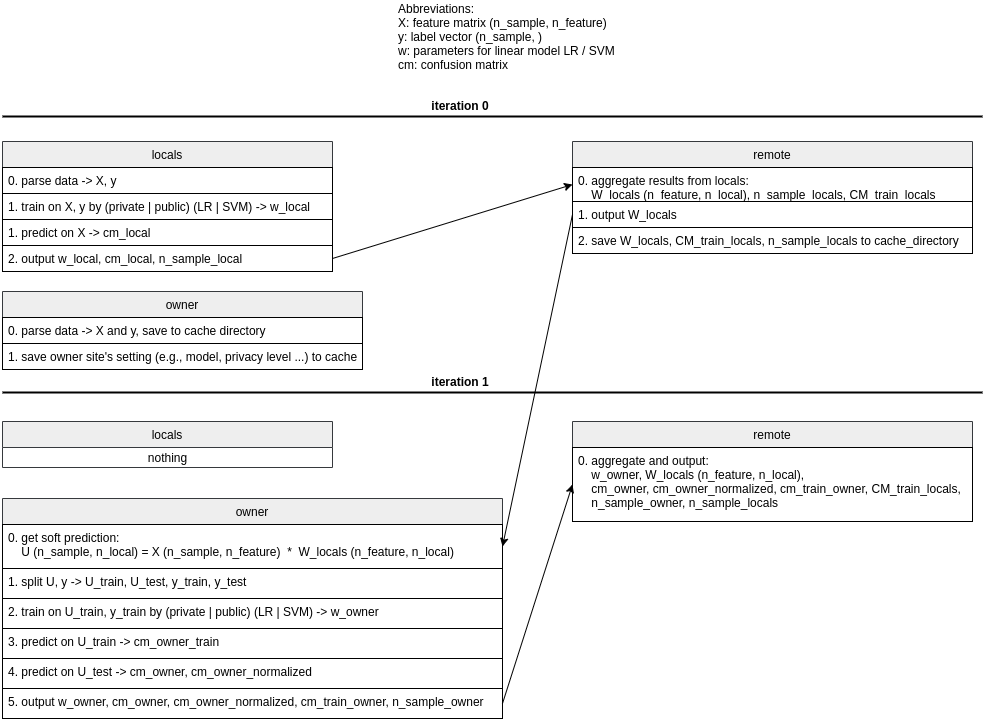 Abbreviations:
X: feature matrix (n_sample, n_feature)
y: label vector (n_sample, )
w: parameters for linear model LR / SVM
cm: confusion matrix
iteration 0
locals
0. parse data -> X, y
1. train on X, y by (private | public) (LR | SVM) -> w_local
1. predict on X -> cm_local
2. output w_local, cm_local, n_sample_local
remote
0. aggregate results from locals:
W_locals (n_feature, n_local), n_sample_locals, CM_train_locals
1. output W_locals
2. save W_locals, CM_train_locals, n_sample_locals to cache_directory
owner
0. parse data -> X and y, save to cache directory
1. save owner site's setting (e.g., model, privacy level ...) to cache
iteration 1
locals
nothing
remote
0. aggregate and output:
w_owner, W_locals (n_feature, n_local),
cm_owner, cm_owner_normalized, cm_train_owner, CM_train_locals,
n_sample_owner, n_sample_locals
owner
0. get soft prediction:
U (n_sample, n_local) = X (n_sample, n_feature) * W_locals (n_feature, n_local)
1. split U, y -> U_train, U_test, y_train, y_test
2. train on U_train, y_train by (private | public) (LR | SVM) -> w_owner
3. predict on U_train -> cm_owner_train
4. predict on U_test -> cm_owner, cm_owner_normalized
5. output w_owner, cm_owner, cm_owner_normalized, cm_train_owner, n_sample_owner